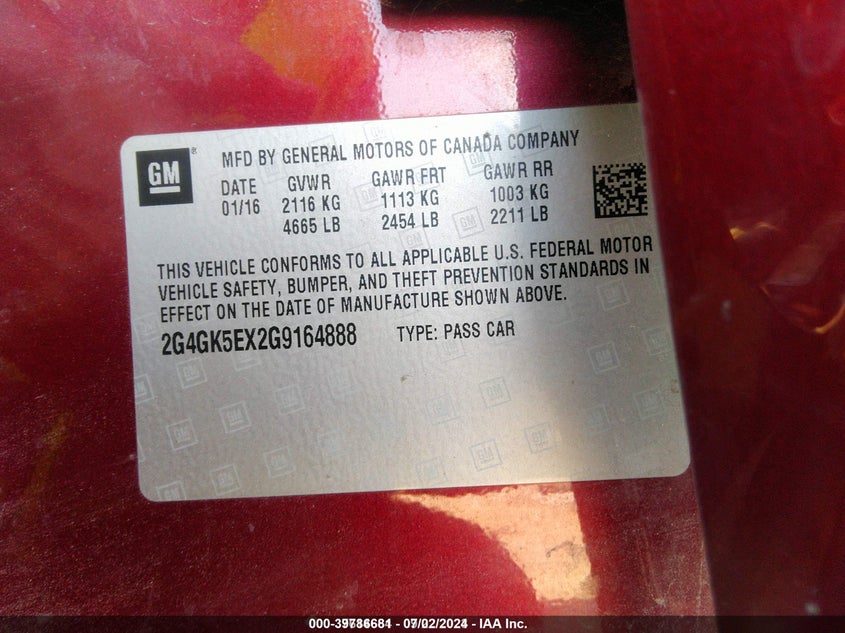 GM
MFD BY GENERAL MOTORS OF CANADA COMPANY
DATE GVWR GAWR FRT GAWR RR
01/16 2116 KG 1113 KG 1003 KG
4665 LB 2454 LB 2211 LB
THIS VEHICLE CONFORMS TO ALL APPLICABLE U.S. FEDERAL MOTOR
VEHICLE SAFETY, BUMPER, AND THEFT PREVENTION STANDARDS IN
EFFECT ON THE DATE OF MANUFACTURE SHOWN ABOVE.
2G4GK5EX2G9164888 TYPE: PASS CAR
- IAA Inc.